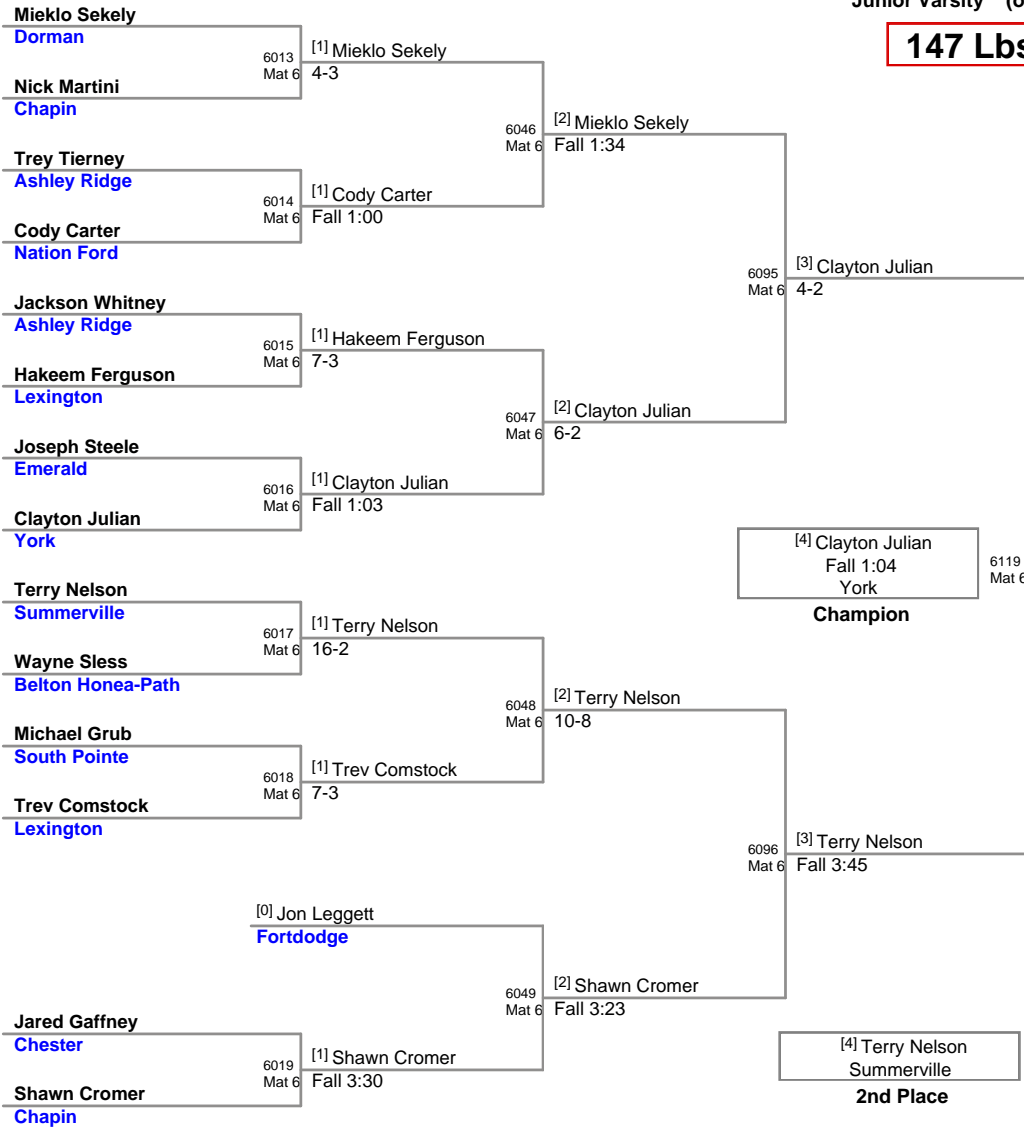 Junior Varsity (o
147 Lbs
Mieklo Sekely
Dorman
6013
Mat 6
[1] Mieklo Sekely
4-3
Nick Martini
Chapin
6046
Mat 6
[2] Mieklo Sekely
Fall 1:34
Trey Tierney
Ashley Ridge
6014
Mat 6
[1] Cody Carter
Fall 1:00
Cody Carter
Nation Ford
6095
Mat 6
[3] Clayton Julian
4-2
Jackson Whitney
Ashley Ridge
6015
Mat 6
[1] Hakeem Ferguson
7-3
Hakeem Ferguson
Lexington
6047
Mat 6
[2] Clayton Julian
6-2
Joseph Steele
Emerald
6016
Mat 6
[1] Clayton Julian
Fall 1:03
Clayton Julian
York
[4] Clayton Julian
Fall 1:04
York
6119
Mat 6
Champion
Terry Nelson
Summerville
6017
Mat 6
[1] Terry Nelson
16-2
Wayne Sless
Belton Honea-Path
6048
Mat 6
[2] Terry Nelson
10-8
Michael Grub
South Pointe
6018
Mat 6
[1] Trev Comstock
7-3
Trev Comstock
Lexington
6096
Mat 6
[3] Terry Nelson
Fall 3:45
[0] Jon Leggett
Fortdodge
6049
Mat 6
[2] Shawn Cromer
Fall 3:23
Jared Gaffney
Chester
6019
Mat 6
[1] Shawn Cromer
Fall 3:30
Shawn Cromer
Chapin
[4] Terry Nelson
Summerville
2nd Place